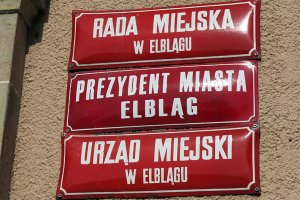 RADA MIEJSKA
W ELBLĄGU
PREZYDENT MIASTA
ELBLĄG
URZĄD MIEJSKI
W ELBLĄGU